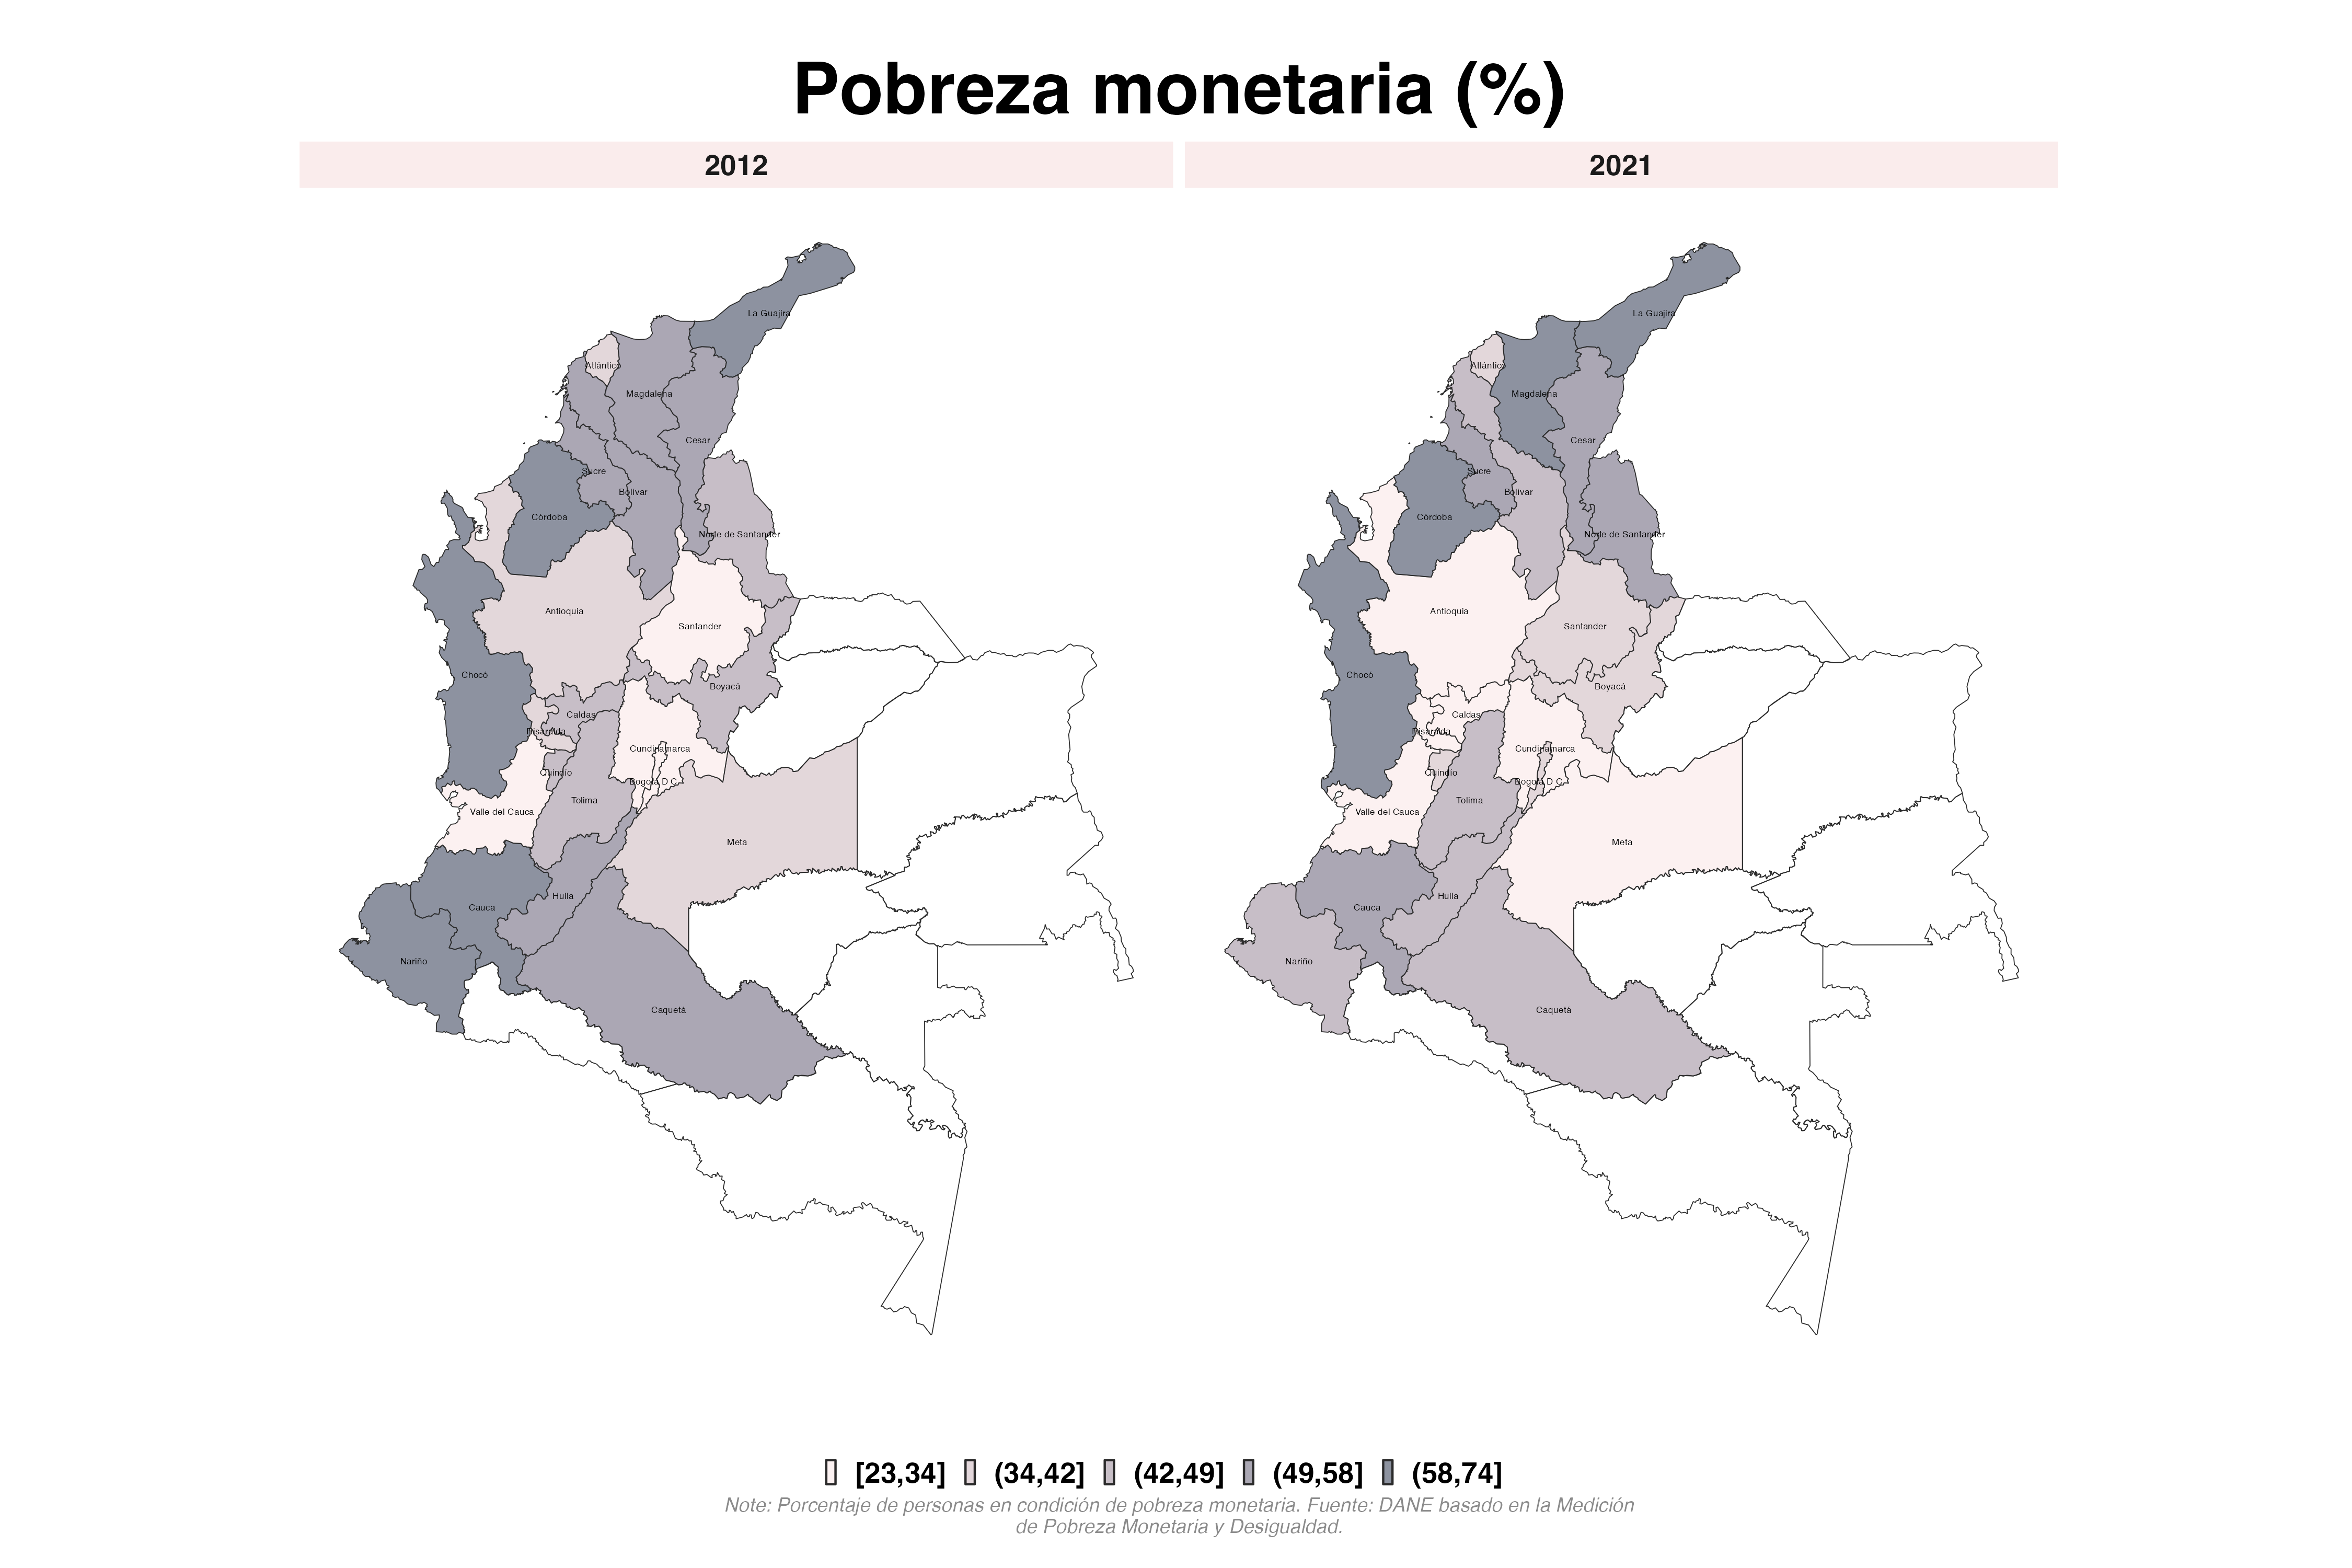 Pobreza monetaria (%)
2012
2021
La Guajira
Atlántico
Magdalena
Cesar
Sucre
Bolívar
Córdoba
Norte de Santander
Antioquia
Santander
Chocó
Boyacá
Caldas
Risaralda
Cundinamarca
Quindio
Bogotá D.C.
Tolima
Valle del Cauca
Meta
Huila
Cauca
Nariño
Caquetá
La Guajira
Atlántico
Magdalena
Cesar
Sucre
Bolívar
Córdoba
Norte de Santander
Antioquia
Santander
Chocó
Boyacá
Caldas
Risaralda
Cundinamarca
Quindio
Bogotá D.C.
Tolima
Valle del Cauca
Meta
Huila
Cauca
Nariño
Caquetá
[23,34] (34,42] (42,49] (49,58] (58,74]
Note: Porcentaje de personas en condición de pobreza monetaria. Fuente: DANE basado en la Medición
de Pobreza Monetaria y Desigualdad.